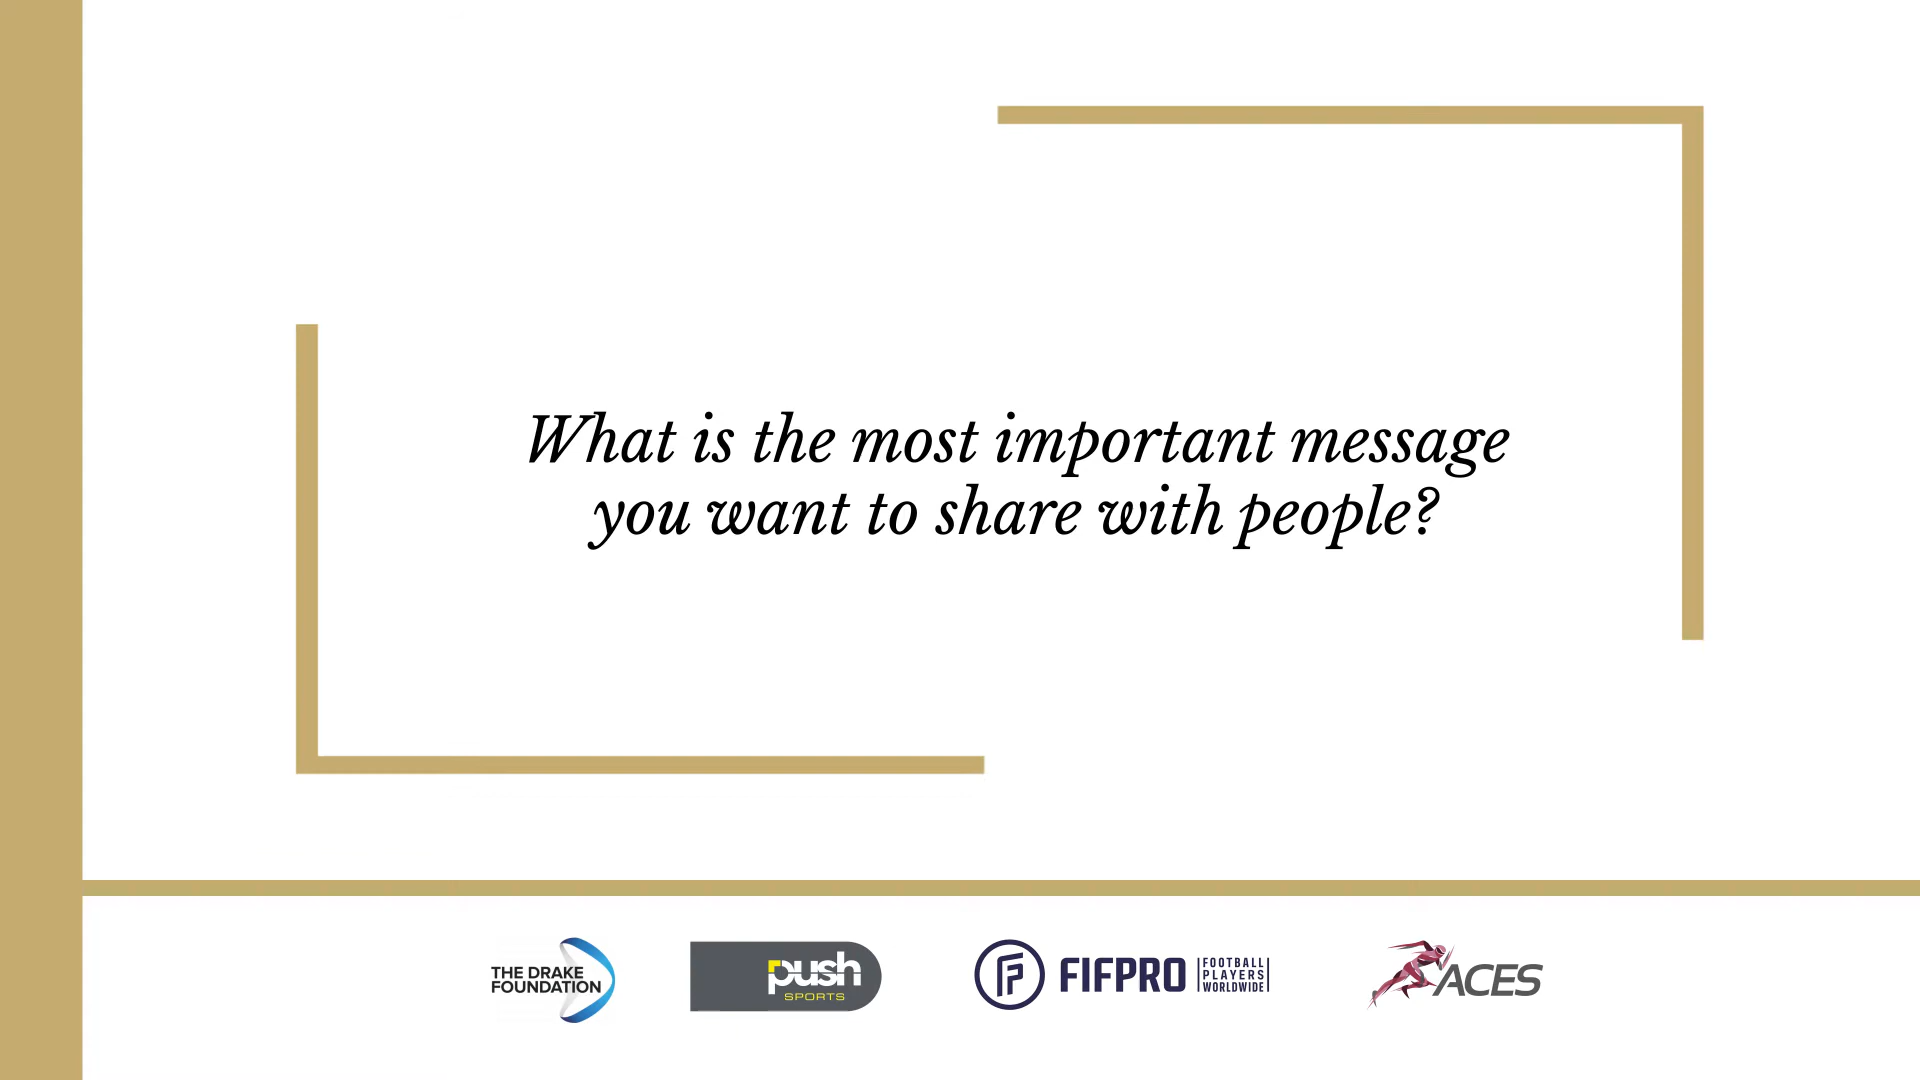 What is the most important message
you want to share with people?
THE DRAKE
FOUNDATION
push
SPORTS
FIFPRO
FOOTBALL
PLAYERS
WORLDWIDE
ACES